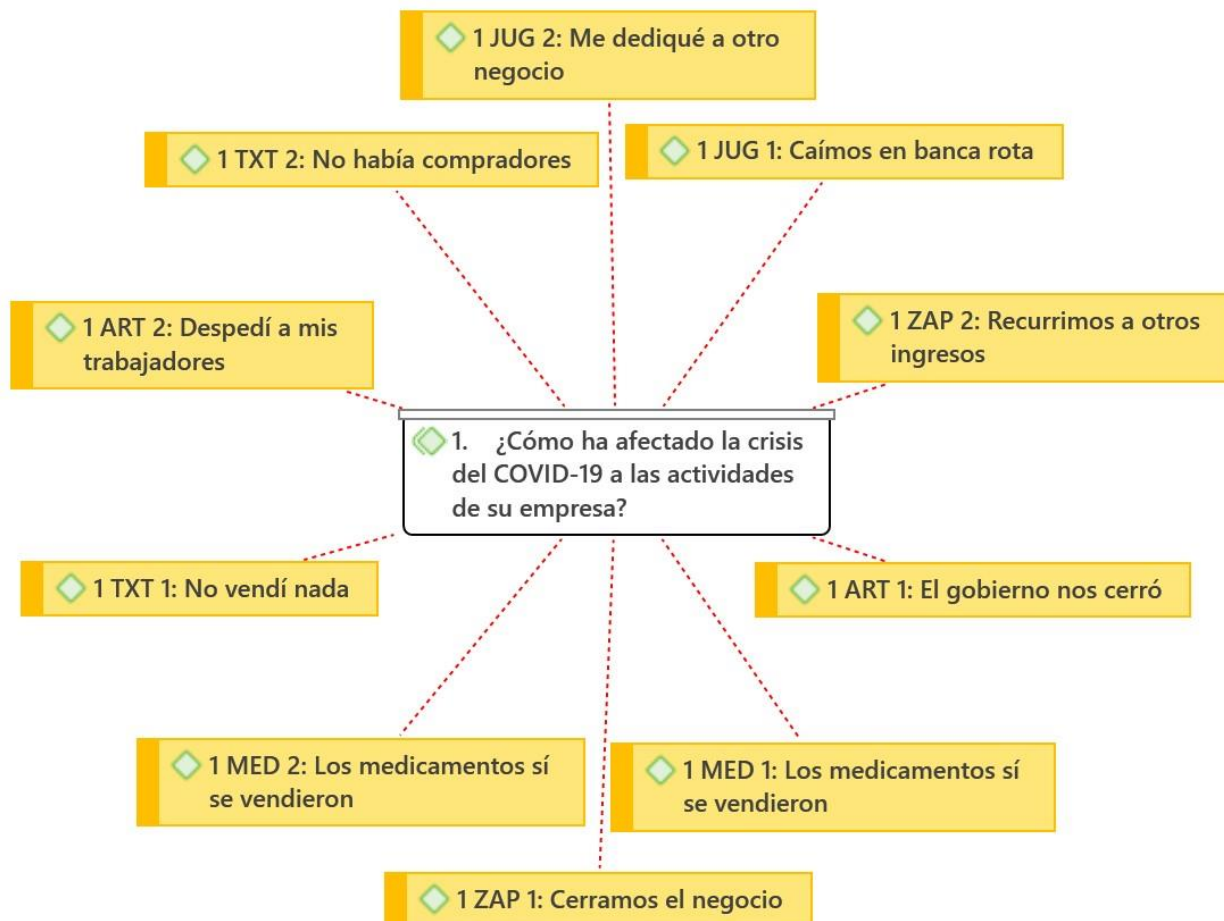 1 JUG 2: Me dediqué a otro
negocio
1 TXT 2: No había compradores
1 JUG 1: Caímos en banca rota
1 ART 2: Despedí a mis
trabajadores
1 ZAP 2: Recurrimos a otros
ingresos
1. ¿Cómo ha afectado la crisis
del COVID-19 a las actividades
de su empresa?
1 TXT 1: No vendí nada
1 ART 1: El gobierno nos cerró
1 MED 2: Los medicamentos sí
se vendieron
1 MED 1: Los medicamentos sí
se vendieron
1 ZAP 1: Cerramos el negocio